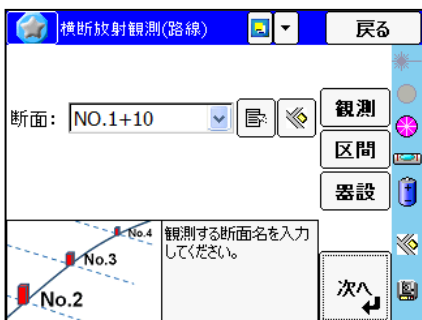 横断放射観測(路線)
戻る
断面:
NO.1+10
観測
区間
器設
No.4
No.3
No.2
観測する断面名を入力
してください。
次へ